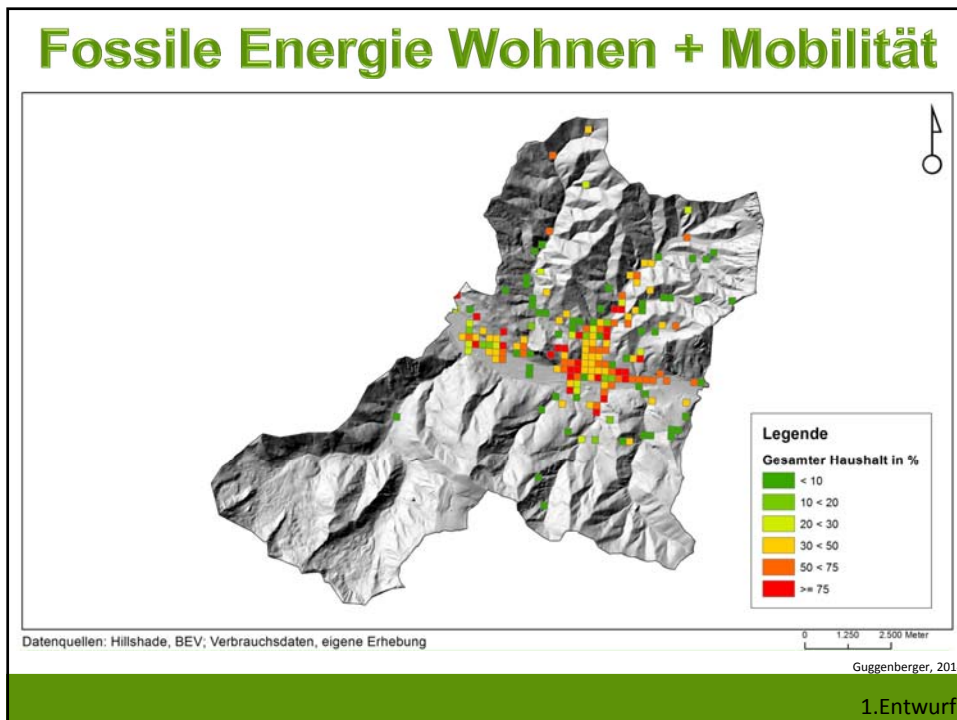 Fossile Energie Wohnen + Mobilität
Legende
Gesamter Haushalt in %
< 10
10 < 20
20 < 30
30 < 50
50 < 75
>= 75
Datenquellen: Hillshade, BEV; Verbrauchsdaten, eigene Erhebung
0 1.250 2.500 Meter
Guggenberger, 201
1.Entwurf